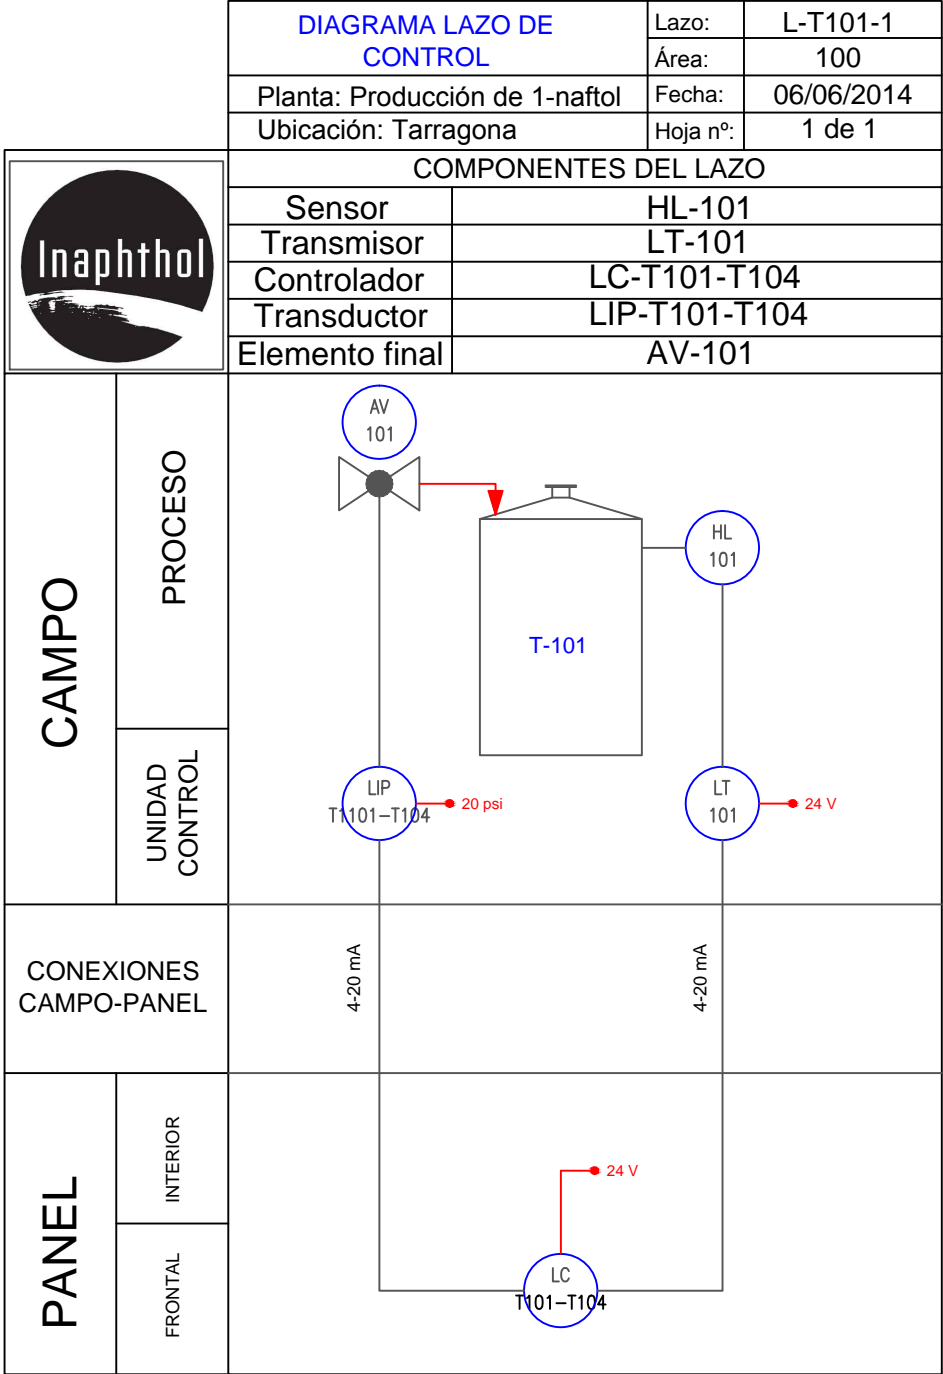 DIAGRAMA LAZO DE
CONTROL
Lazo: L-T101-1
Área: 100
Planta: Producción de 1-naftol
Fecha: 06/06/2014
Ubicación: Tarragona
Hoja nº: 1 de 1
Inaphthol
COMPONENTES DEL LAZO
Sensor HL-101
Transmisor LT-101
Controlador LC-T101-T104
Transductor LIP-T101-T104
Elemento final AV-101
CAMPO
PROCESO
AV
101
HL
101
T-101
UNIDAD
CONTROL
LIP
T1101-T104
20 psi
LT
101
24 V
CONEXIONES
CAMPO-PANEL
4-20 mA
4-20 mA
PANEL
INTERIOR
24 V
FRONTAL
LC
T101-T104